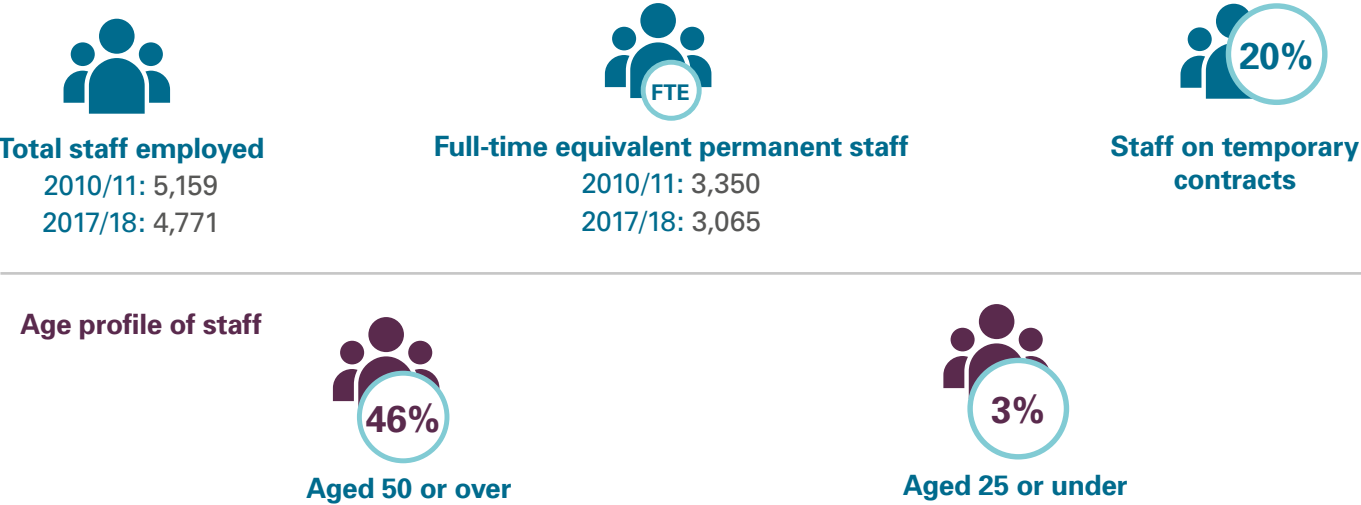 FTE
20%
Total staff employed
2010/11: 5,159
2017/18: 4,771
Full-time equivalent permanent staff
2010/11: 3,350
2017/18: 3,065
Staff on temporary
contracts
Age profile of staff
46%
Aged 50 or over
3%
Aged 25 or under